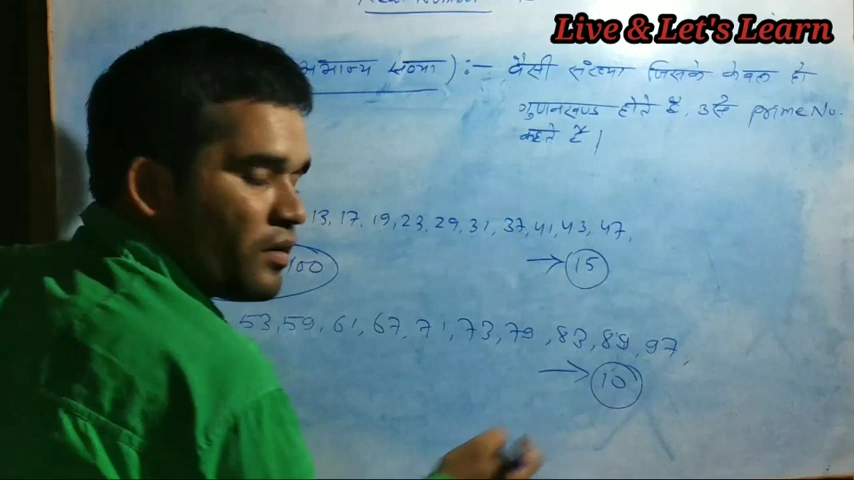 Live & Let's Learn
संख्या) :- वैसी संख्या जिसके केवल दो
गुणनखण्ड होते हैं, उसे prime No.
कहते हैं।
13, 17, 19, 23, 29, 31, 37, 41, 43, 47,
100
→ 15
53, 59, 61, 67, 71, 73, 79, 83, 89, 97,
→ 10